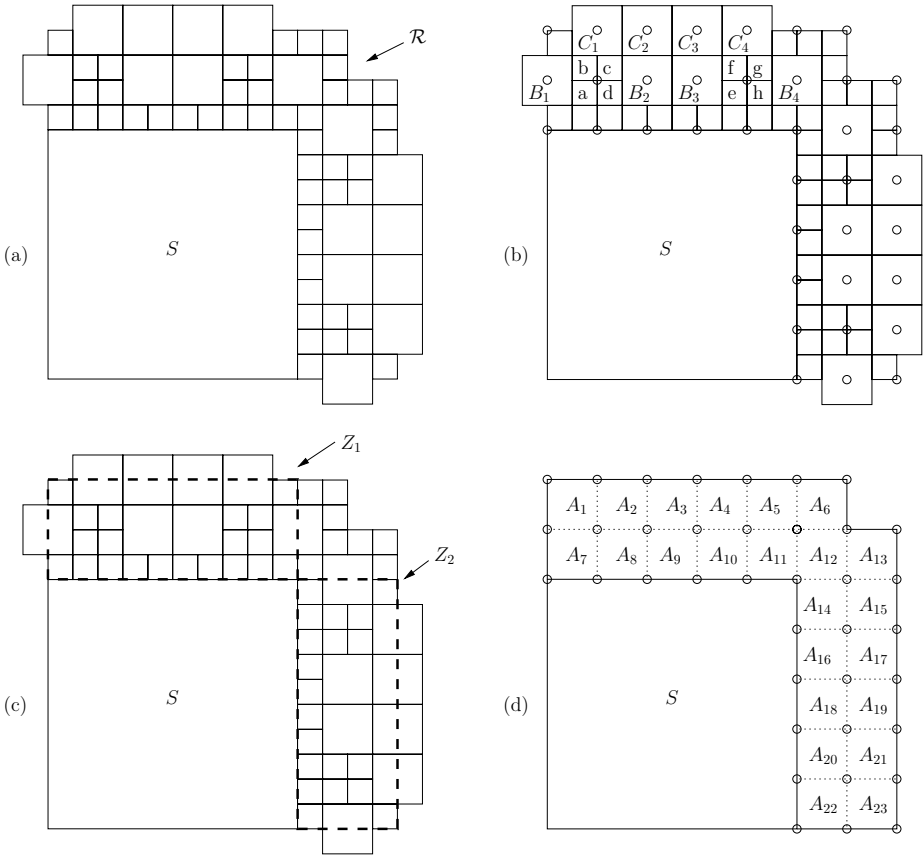 R
S
(a)
C₁ C₂ C₃ C₄
b c f g
B₁ a d B₂ B₃ e h B₄
S
(b)
Z₁
Z₂
S
(c)
A₁ A₂ A₃ A₄ A₅ A₆
A₇ A₈ A₉ A₁₀ A₁₁ A₁₂ A₁₃
A₁₄ A₁₅
A₁₆ A₁₇
S
(d)
A₁₈ A₁₉
A₂₀ A₂₁
A₂₂ A₂₃